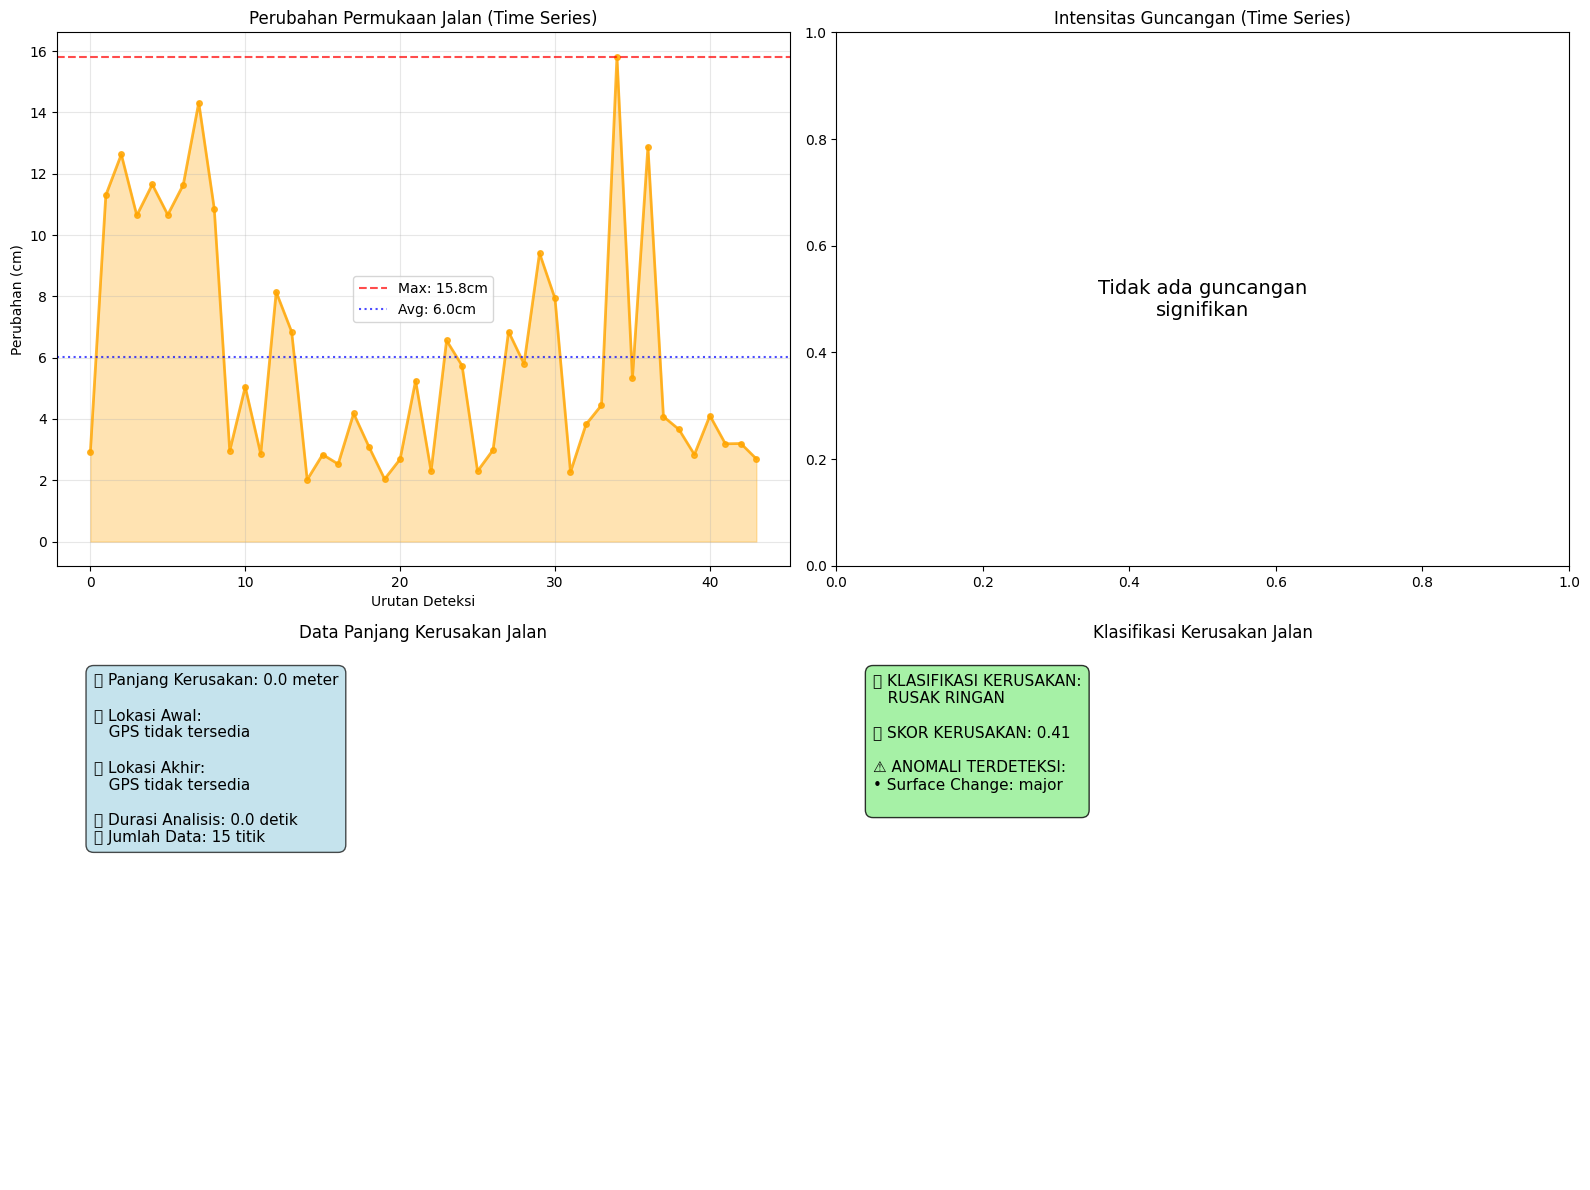 Perubahan Permukaan Jalan (Time Series)
16
14
12
10
8
6
4
2
0
Perubahan (cm)
Max: 15.8cm
Avg: 6.0cm
0 10 20 30 40
Urutan Deteksi
Intensitas Guncangan (Time Series)
1.0
0.8
0.6
0.4
0.2
0.0
Tidak ada guncangan
signifikan
0.0 0.2 0.4 0.6 0.8 1.0
Data Panjang Kerusakan Jalan
▯ Panjang Kerusakan: 0.0 meter
▯ Lokasi Awal:
GPS tidak tersedia
▯ Lokasi Akhir:
GPS tidak tersedia
▯ Durasi Analisis: 0.0 detik
▯ Jumlah Data: 15 titik
Klasifikasi Kerusakan Jalan
▯ KLASIFIKASI KERUSAKAN:
RUSAK RINGAN
▯ SKOR KERUSAKAN: 0.41
⚠ ANOMALI TERDETEKSI:
• Surface Change: major